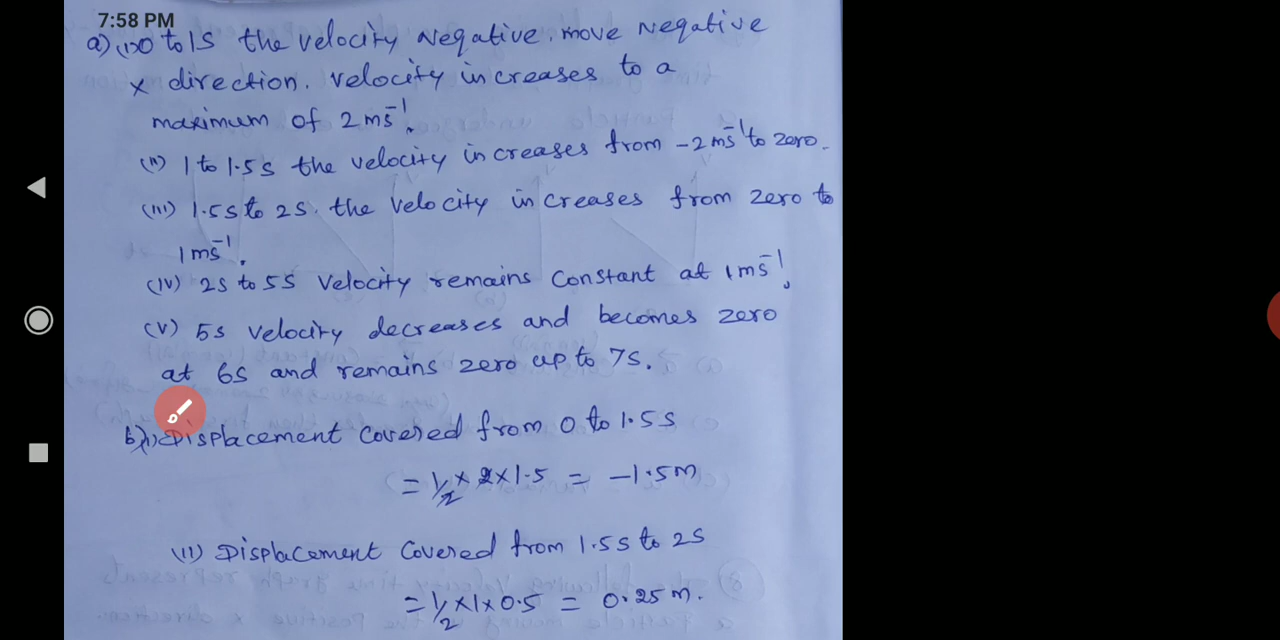 7:58 PM
a) (i) 0 to 1s the velocity negative. move negative
x direction. velocity increases to a
maximum of 2 ms⁻¹.
(ii) 1 to 1.5s the velocity increases from -2 ms⁻¹ to zero.
(iii) 1.5s to 2s. the velocity increases from zero to
1 ms⁻¹.
(iv) 2s to 5s velocity remains constant at 1 ms⁻¹.
(v) 5s velocity decreases and becomes zero
at 6s and remains zero up to 7s.
b) (i) Displacement covered from 0 to 1.5s
= 1/2 × 2 × 1.5 = -1.5m
(ii) Displacement covered from 1.5s to 2s
= 1/2 × 1 × 0.5 = 0.25m.